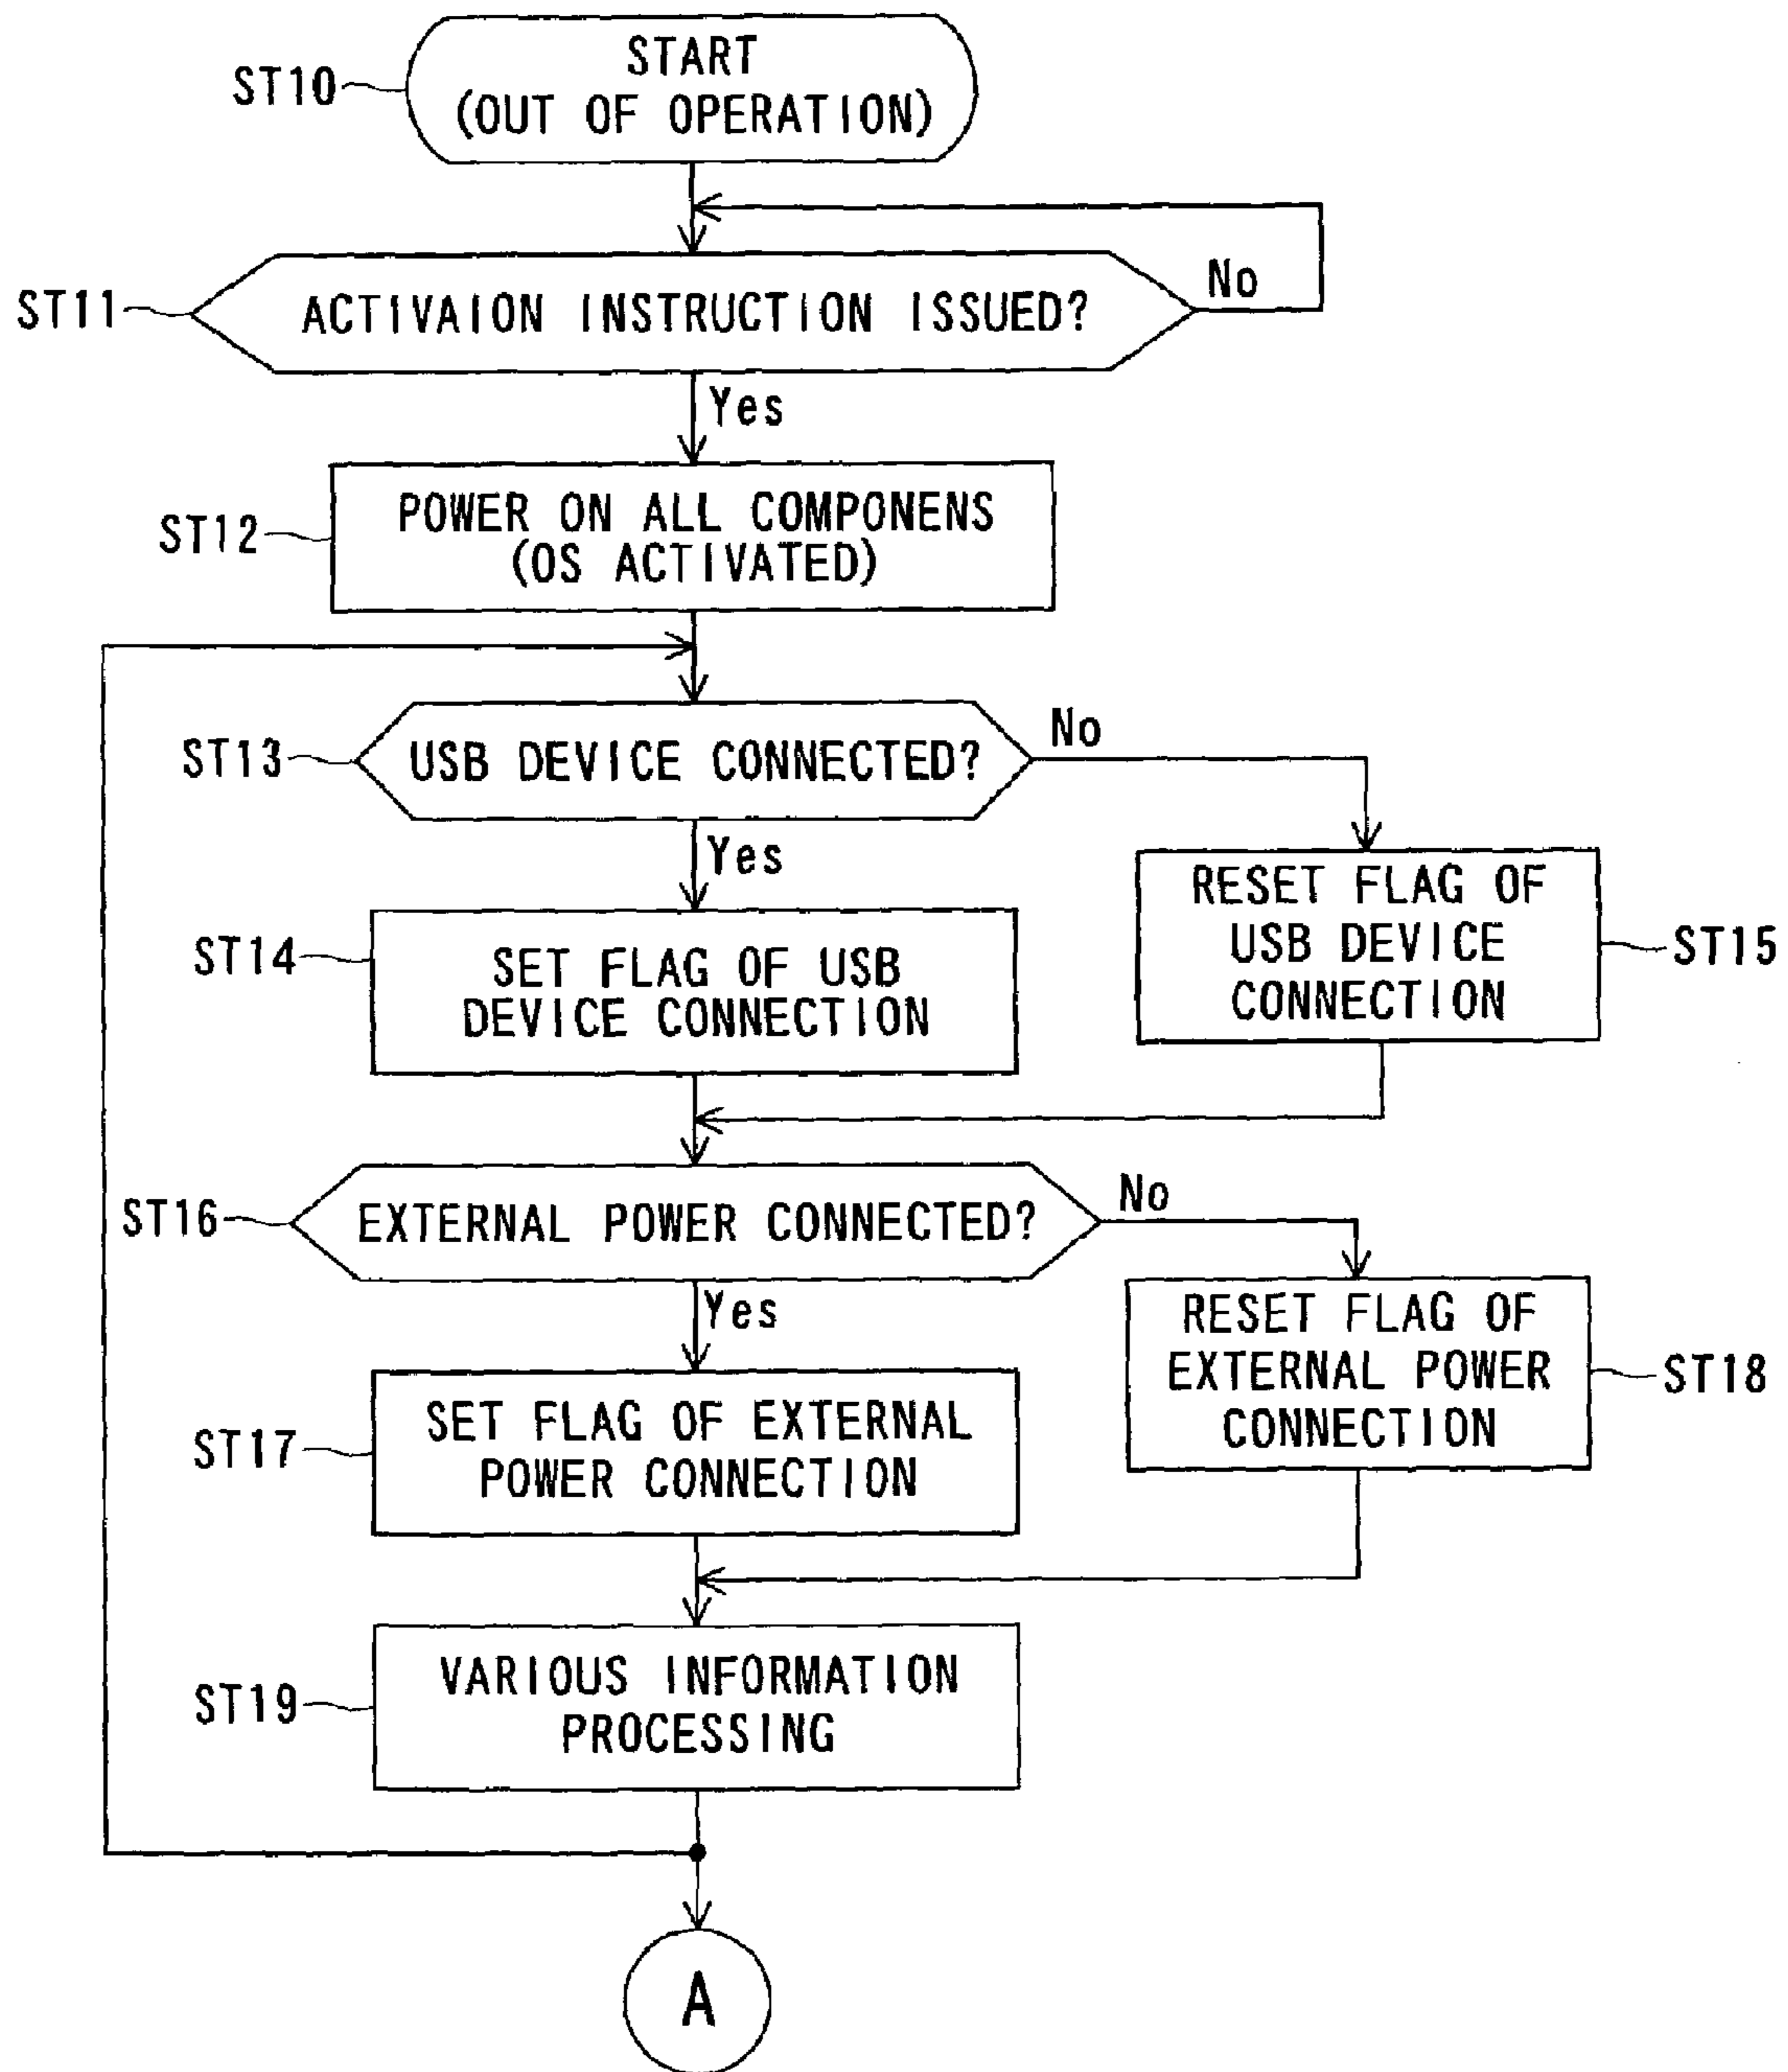 START
(OUT OF OPERATION)
ST10
ST11
ACTIVAION INSTRUCTION ISSUED?
No
Yes
ST12
POWER ON ALL COMPONENS
(OS ACTIVATED)
ST13
USB DEVICE CONNECTED?
No
Yes
ST14
SET FLAG OF USB
DEVICE CONNECTION
RESET FLAG OF
USB DEVICE
CONNECTION
ST15
ST16
EXTERNAL POWER CONNECTED?
No
Yes
ST17
SET FLAG OF EXTERNAL
POWER CONNECTION
RESET FLAG OF
EXTERNAL POWER
CONNECTION
ST18
ST19
VARIOUS INFORMATION
PROCESSING
A